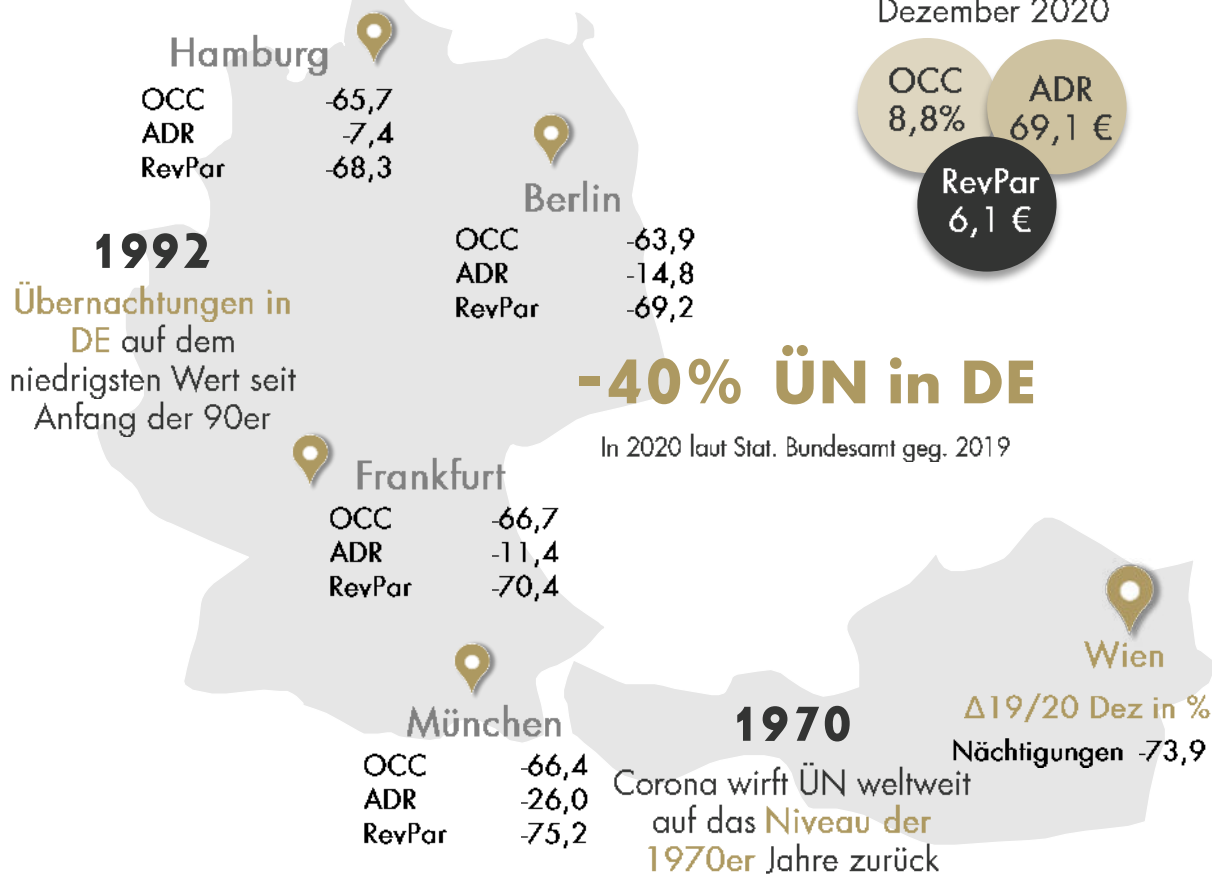 Dezember 2020
OCC
8,8%
ADR
69,1 €
RevPar
6,1 €
Hamburg
OCC -65,7
ADR -7,4
RevPar -68,3
Berlin
OCC -63,9
ADR -14,8
RevPar -69,2
1992
Übernachtungen in
DE auf dem
niedrigsten Wert seit
Anfang der 90er
-40% ÜN in DE
In 2020 laut Stat. Bundesamt geg. 2019
Frankfurt
OCC -66,7
ADR -11,4
RevPar -70,4
Wien
Δ19/20 Dez in %
Nächtigungen -73,9
München
OCC -66,4
ADR -26,0
RevPar -75,2
1970
Corona wirft ÜN weltweit
auf das Niveau der
1970er Jahre zurück